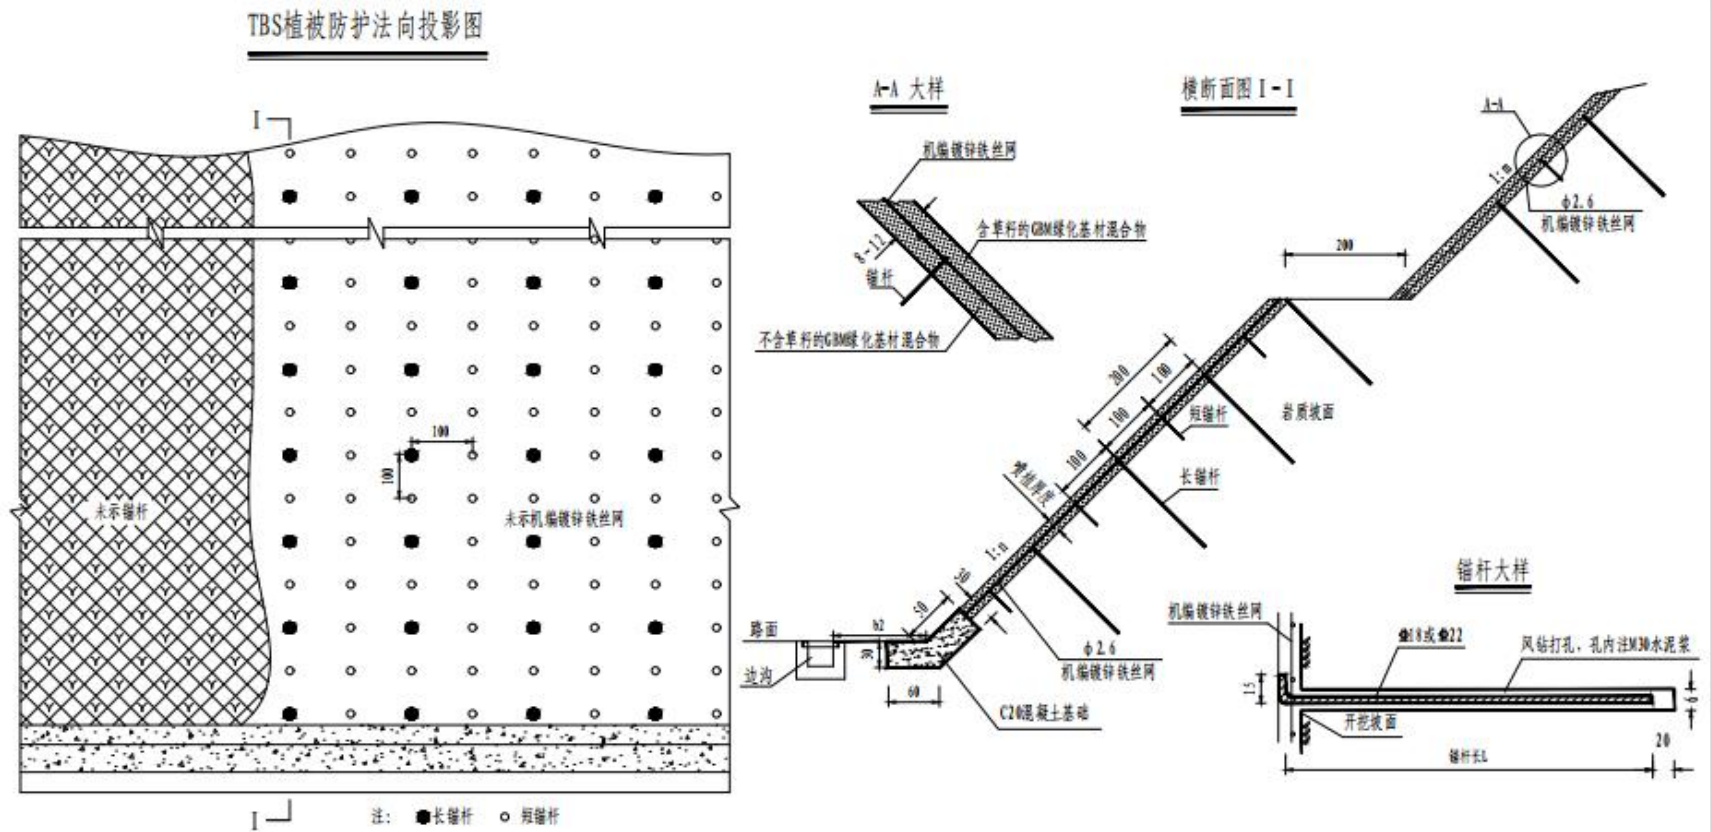 TBS植被防护法向投影图
I
未示锚杆
100
100
未示机编镀锌铁丝网
I
注: 长锚杆 短锚杆
A-A 大样
机编镀锌铁丝网
含草籽的GBM绿化基材混合物
8~12
锚杆
不含草籽的GBM绿化基材混合物
横断面图 I-I
A-A
1:n
φ2.6
机编镀锌铁丝网
200
200
100
100
100
短锚杆
岩质坡面
长锚杆
喷植厚度
1:n
30
50
b2
路面
30
边沟
60
φ2.6
机编镀锌铁丝网
C20混凝土基础
锚杆大样
机编镀锌铁丝网
Φ18或Φ22
风钻打孔、孔内注M30水泥浆
15
6
开挖坡面
20
锚杆长L